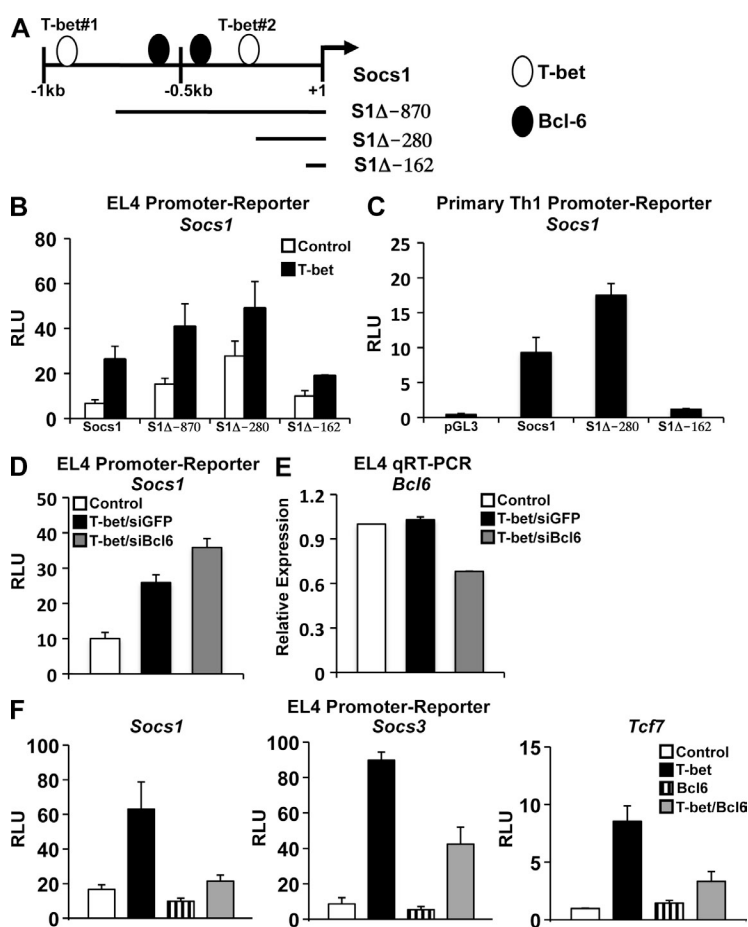 A
T-bet#1
T-bet#2
-1kb
-0.5kb
+1
Socs1
S1Δ-870
S1Δ-280
S1Δ-162
T-bet
Bcl-6
B
EL4 Promoter-Reporter
Socs1
RLU
80
60
40
20
0
Control
T-bet
Socs1
S1Δ-870
S1Δ-280
S1Δ-162
C
Primary Th1 Promoter-Reporter
Socs1
RLU
25
20
15
10
5
0
pGL3
Socs1
S1Δ-280
S1Δ-162
D
EL4 Promoter-Reporter
Socs1
RLU
50
40
30
20
10
0
Control
T-bet/siGFP
T-bet/siBcl6
E
EL4 qRT-PCR
Bcl6
Relative Expression
1.2
0.9
0.6
0.3
0
Control
T-bet/siGFP
T-bet/siBcl6
F
EL4 Promoter-Reporter
Socs1
RLU
100
80
60
40
20
0
Socs3
RLU
100
80
60
40
20
0
Tcf7
RLU
15
10
5
0
Control
T-bet
Bcl6
T-bet/Bcl6